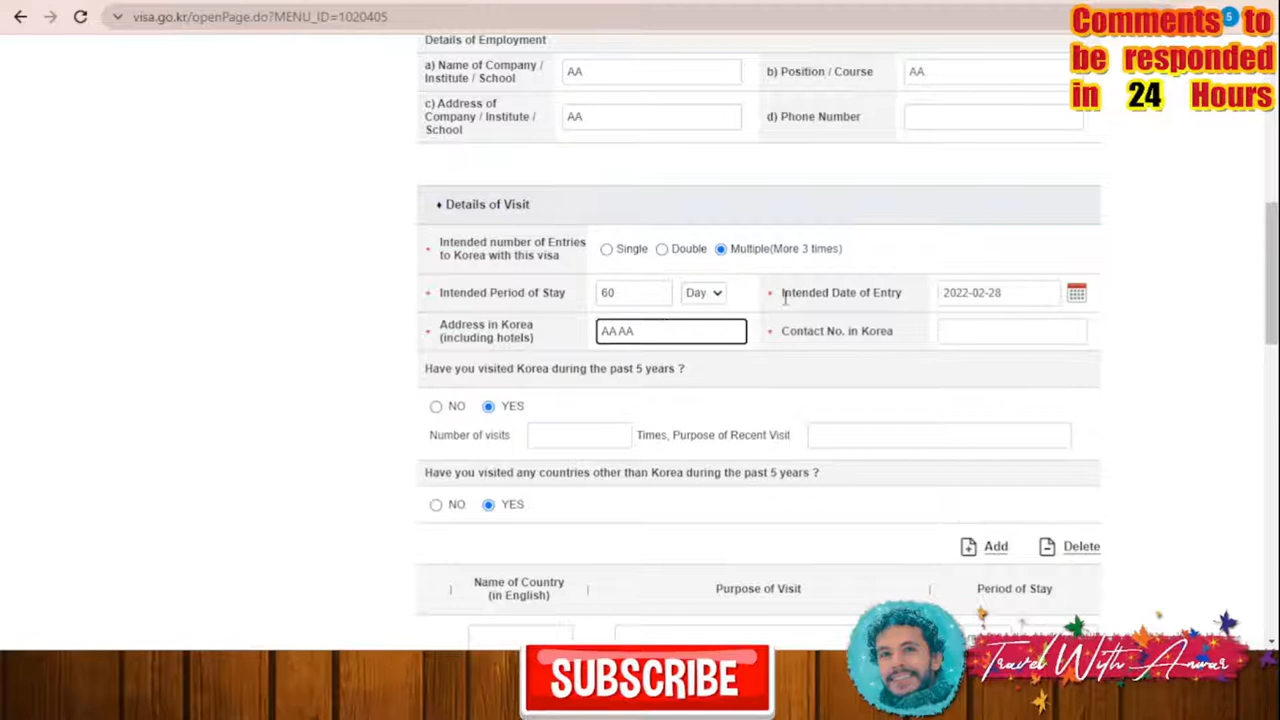 visa.go.kr/openPage.do?MENU_ID=1020405
5
Comments to
be responded
in 24 Hours
Details of Employment
a) Name of Company /
Institute / School
AA
b) Position / Course
AA
c) Address of
Company / Institute /
School
AA
d) Phone Number
♦ Details of Visit
* Intended number of Entries
to Korea with this visa
Single Double Multiple(More 3 times)
* Intended Period of Stay
60 Day
* Intended Date of Entry
2022-02-28
* Address in Korea
(including hotels)
AA AA
* Contact No. in Korea
Have you visited Korea during the past 5 years ?
NO YES
Number of visits Times, Purpose of Recent Visit
Have you visited any countries other than Korea during the past 5 years ?
NO YES
Add Delete
Name of Country
(in English)
Purpose of Visit
Period of Stay
SUBSCRIBE
Travel With Anwar